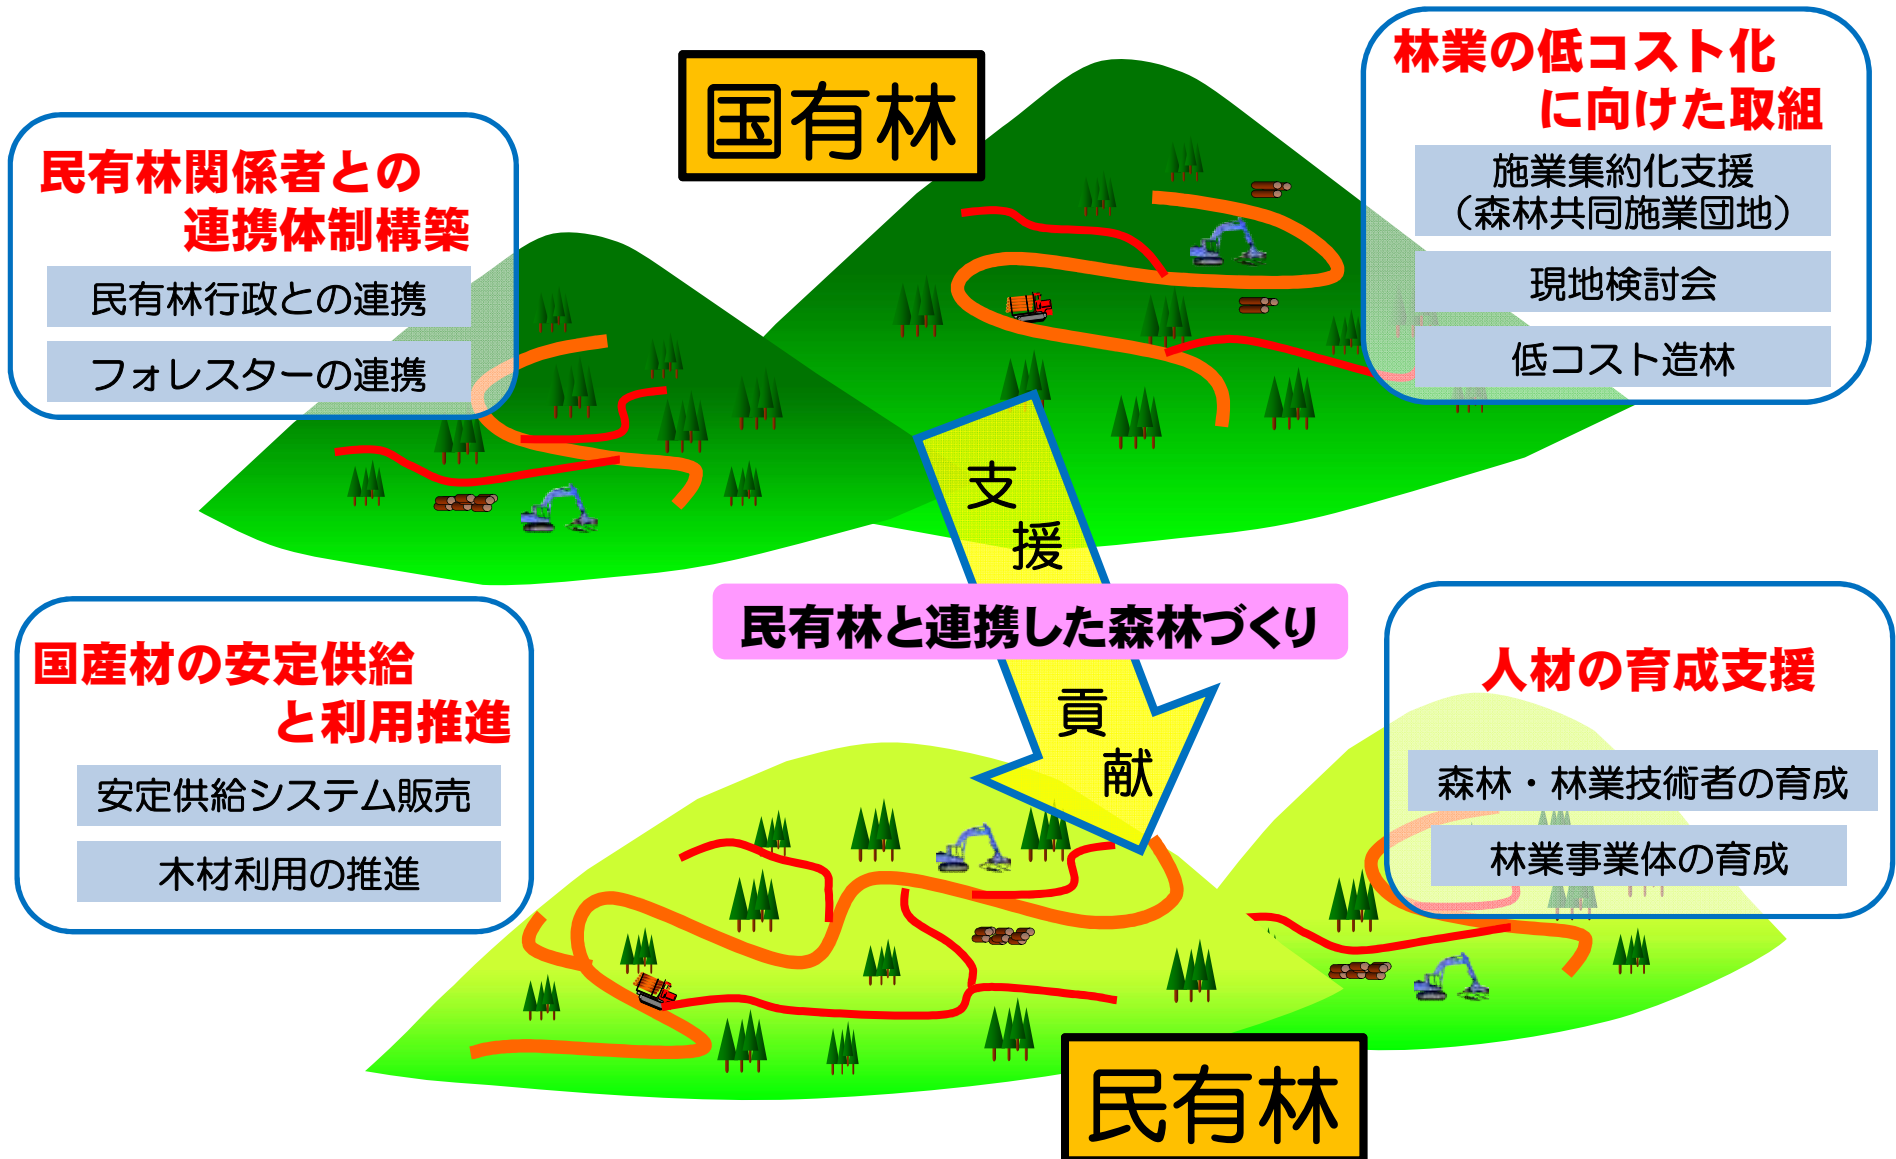 国有林
民有林関係者との
連携体制構築
民有林行政との連携
フォレスターの連携
林業の低コスト化
に向けた取組
施業集約化支援
（森林共同施業団地）
現地検討会
低コスト造林
支援
民有林と連携した森林づくり
貢献
国産材の安定供給
と利用推進
安定供給システム販売
木材利用の推進
人材の育成支援
森林・林業技術者の育成
林業事業体の育成
民有林